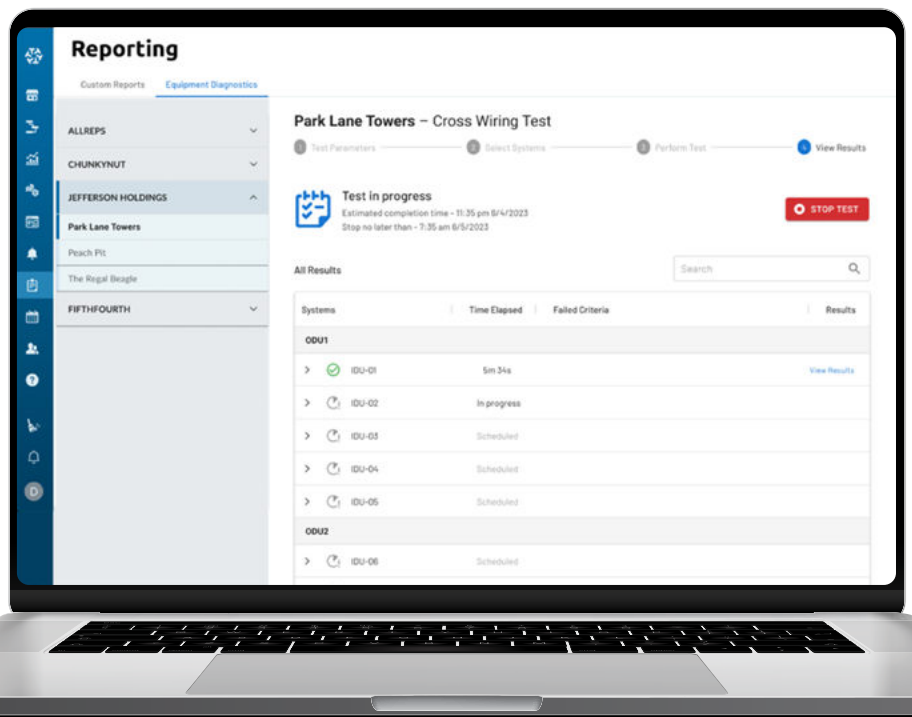 Reporting
Custom Reports Equipment Diagnostics
ALLREPS
CHUNKYNUT
JEFFERSON HOLDINGS
Park Lane Towers
Peach Pit
The Regal Beagle
FIFTHFOURTH
D
Park Lane Towers – Cross Wiring Test
1 Test Parameters 2 Select Systems 3 Perform Test 4 View Results
Test in progress
Estimated completion time - 11:35 pm 6/4/2023
Stop no later than - 7:35 am 6/5/2023
STOP TEST
All Results
Search
Systems Time Elapsed Failed Criteria Results
ODU1
IDU-01 5m 34s View Results
IDU-02 In progress
IDU-03 Scheduled
IDU-04 Scheduled
IDU-05 Scheduled
ODU2
IDU-06 Scheduled